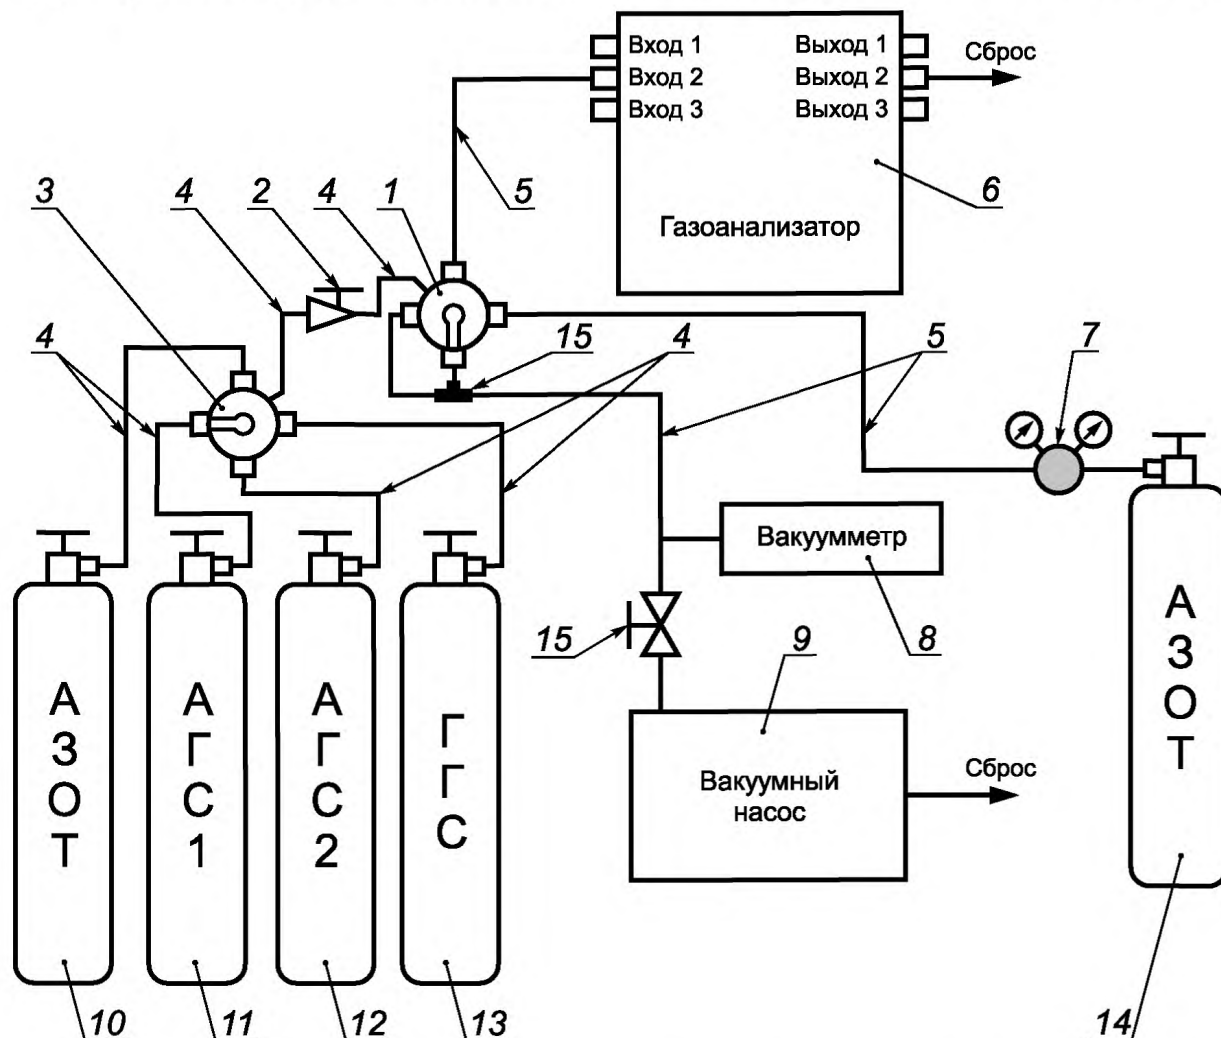 Вход 1
Выход 1
Вход 2
Выход 2
Сброс
Вход 3
Выход 3
Газоанализатор
3
4
2
4
1
5
6
4
15
4
5
7
Вакуумметр
15
9
8
Вакуумный
насос
Сброс
АЗОТ
АГС1
АГС2
ГГС
АЗОТ
10
11
12
13
14